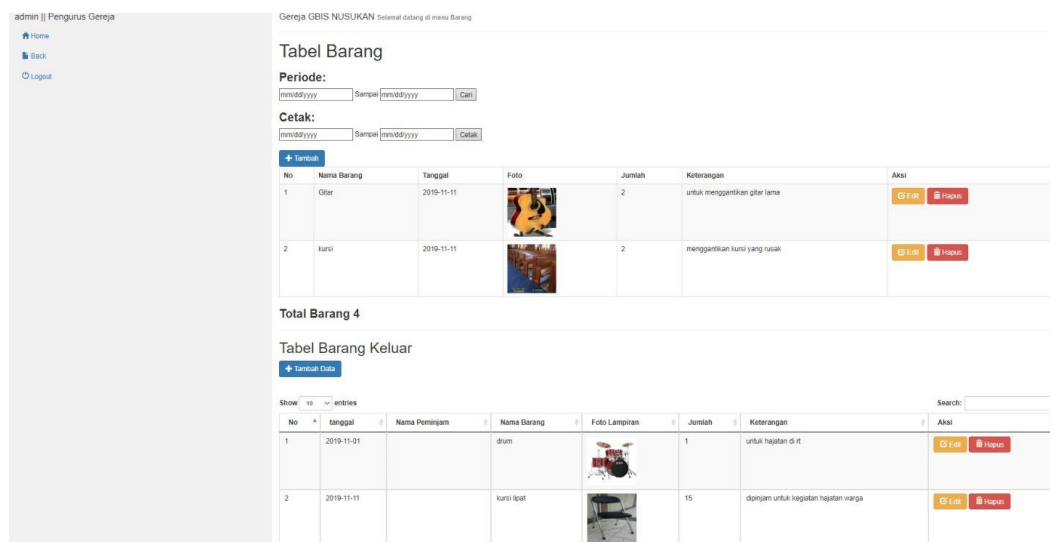 admin || Pengurus Gereja
Home
Back
Logout
Gereja GBIS NUSUKAN Selamat datang di menu Barang
Tabel Barang
Periode:
mm/dd/yyyy Sampai mm/dd/yyyy Cari
Cetak:
mm/dd/yyyy Sampai mm/dd/yyyy Cetak
Tambah
No Nama Barang Tanggal Foto Jumlah Keterangan Aksi
1 Gitar 2019-11-11 2 untuk menggantikan gitar lama Edit Hapus
2 kursi 2019-11-11 2 menggantikan kursi yang rusak Edit Hapus
Total Barang 4
Tabel Barang Keluar
Tambah Data
Show 10 entries Search:
No tanggal Nama Peminjam Nama Barang Foto Lampiran Jumlah Keterangan Aksi
1 2019-11-01 drum 1 untuk hajatan di rt Edit Hapus
2 2019-11-11 kursi lipat 15 dipinjam untuk kegiatan hajatan warga Edit Hapus